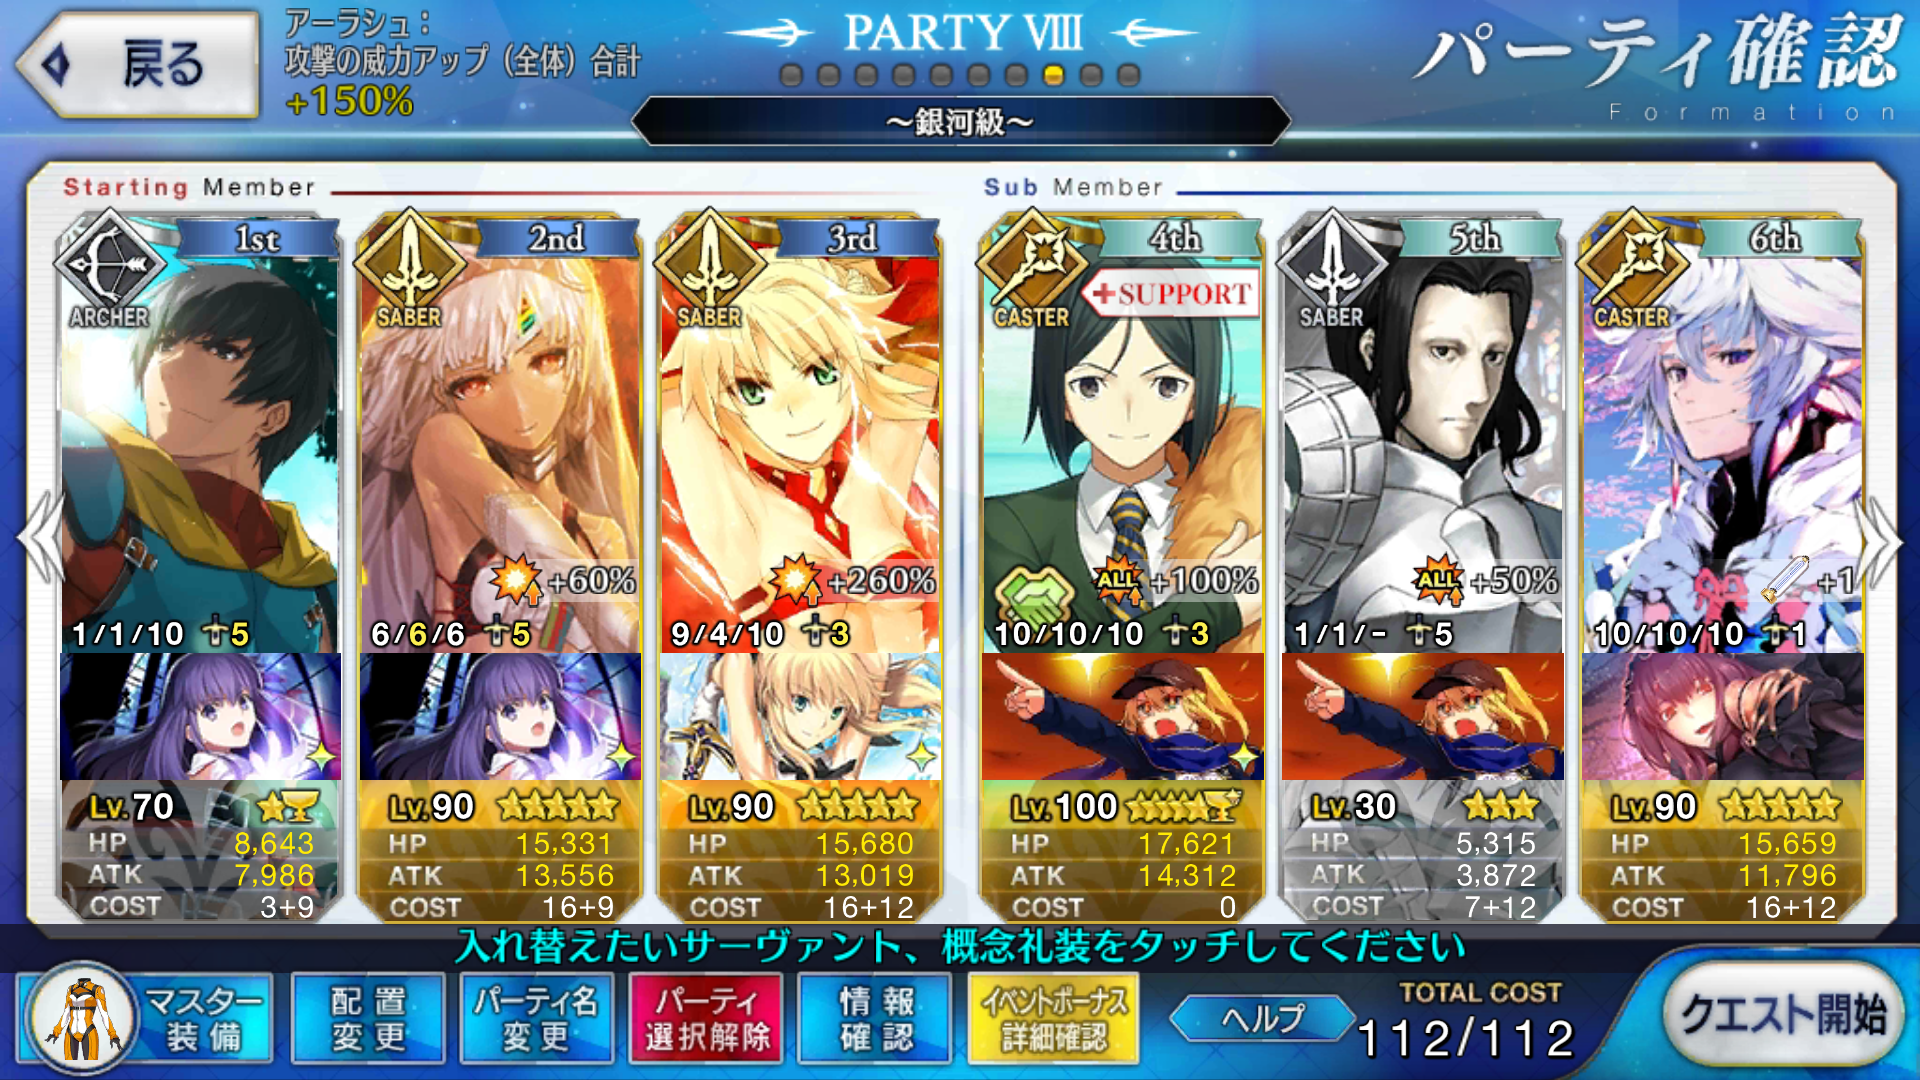 戻る
アーラシュ：
攻撃の威力アップ（全体）合計
+150%
PARTY Ⅷ
～銀河級～
パーティ確認
Formation
Starting Member
Sub Member
1st
2nd
3rd
4th
5th
6th
ARCHER
SABER
SABER
CASTER
SABER
CASTER
+SUPPORT
+60%
+260%
ALL +100%
ALL +50%
+1
1/1/10 5
6/6/6 5
9/4/10 3
10/10/10 3
1/1/- 5
10/10/10 1
Lv.70
HP 8,643
ATK 7,986
COST 3+9
Lv.90
HP 15,331
ATK 13,556
COST 16+9
Lv.90
HP 15,680
ATK 13,019
COST 16+12
Lv.100
HP 17,621
ATK 14,312
COST 0
Lv.30
HP 5,315
ATK 3,872
COST 7+12
Lv.90
HP 15,659
ATK 11,796
COST 16+12
入れ替えたいサーヴァント、概念礼装をタッチしてください
マスター
装備
配置
変更
パーティ名
変更
パーティ
選択解除
情報
確認
イベントボーナス
詳細確認
ヘルプ
TOTAL COST
112/112
クエスト開始